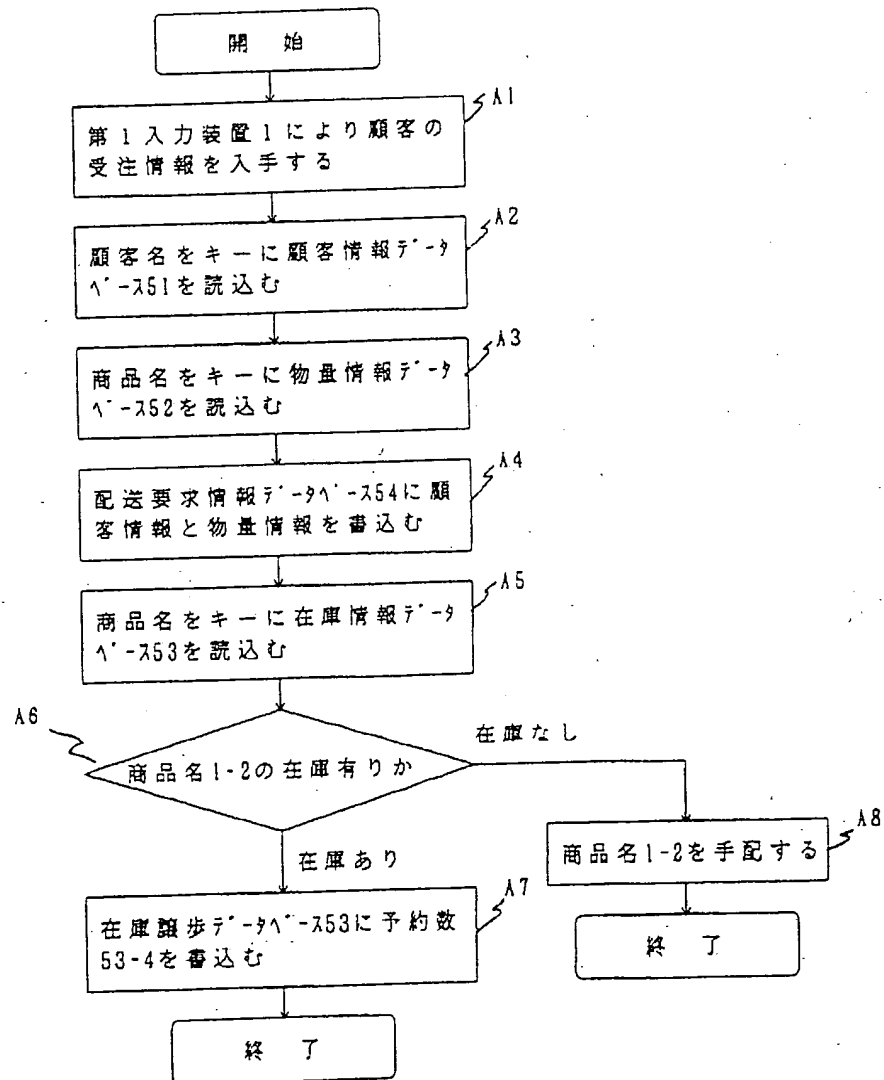 開 始
A1
第1入力装置1により顧客の
受注情報を入手する
A2
顧客名をキーに顧客情報データ
ベース51を読込む
A3
商品名をキーに物量情報データ
ベース52を読込む
A4
配送要求情報データベース54に顧
客情報と物量情報を書込む
A5
商品名をキーに在庫情報データ
ベース53を読込む
A6
商品名1-2の在庫有りか
在庫なし
A8
商品名1-2を手配する
終 了
在庫あり
A7
在庫譲歩データベース53に予約数
53-4を書込む
終 了